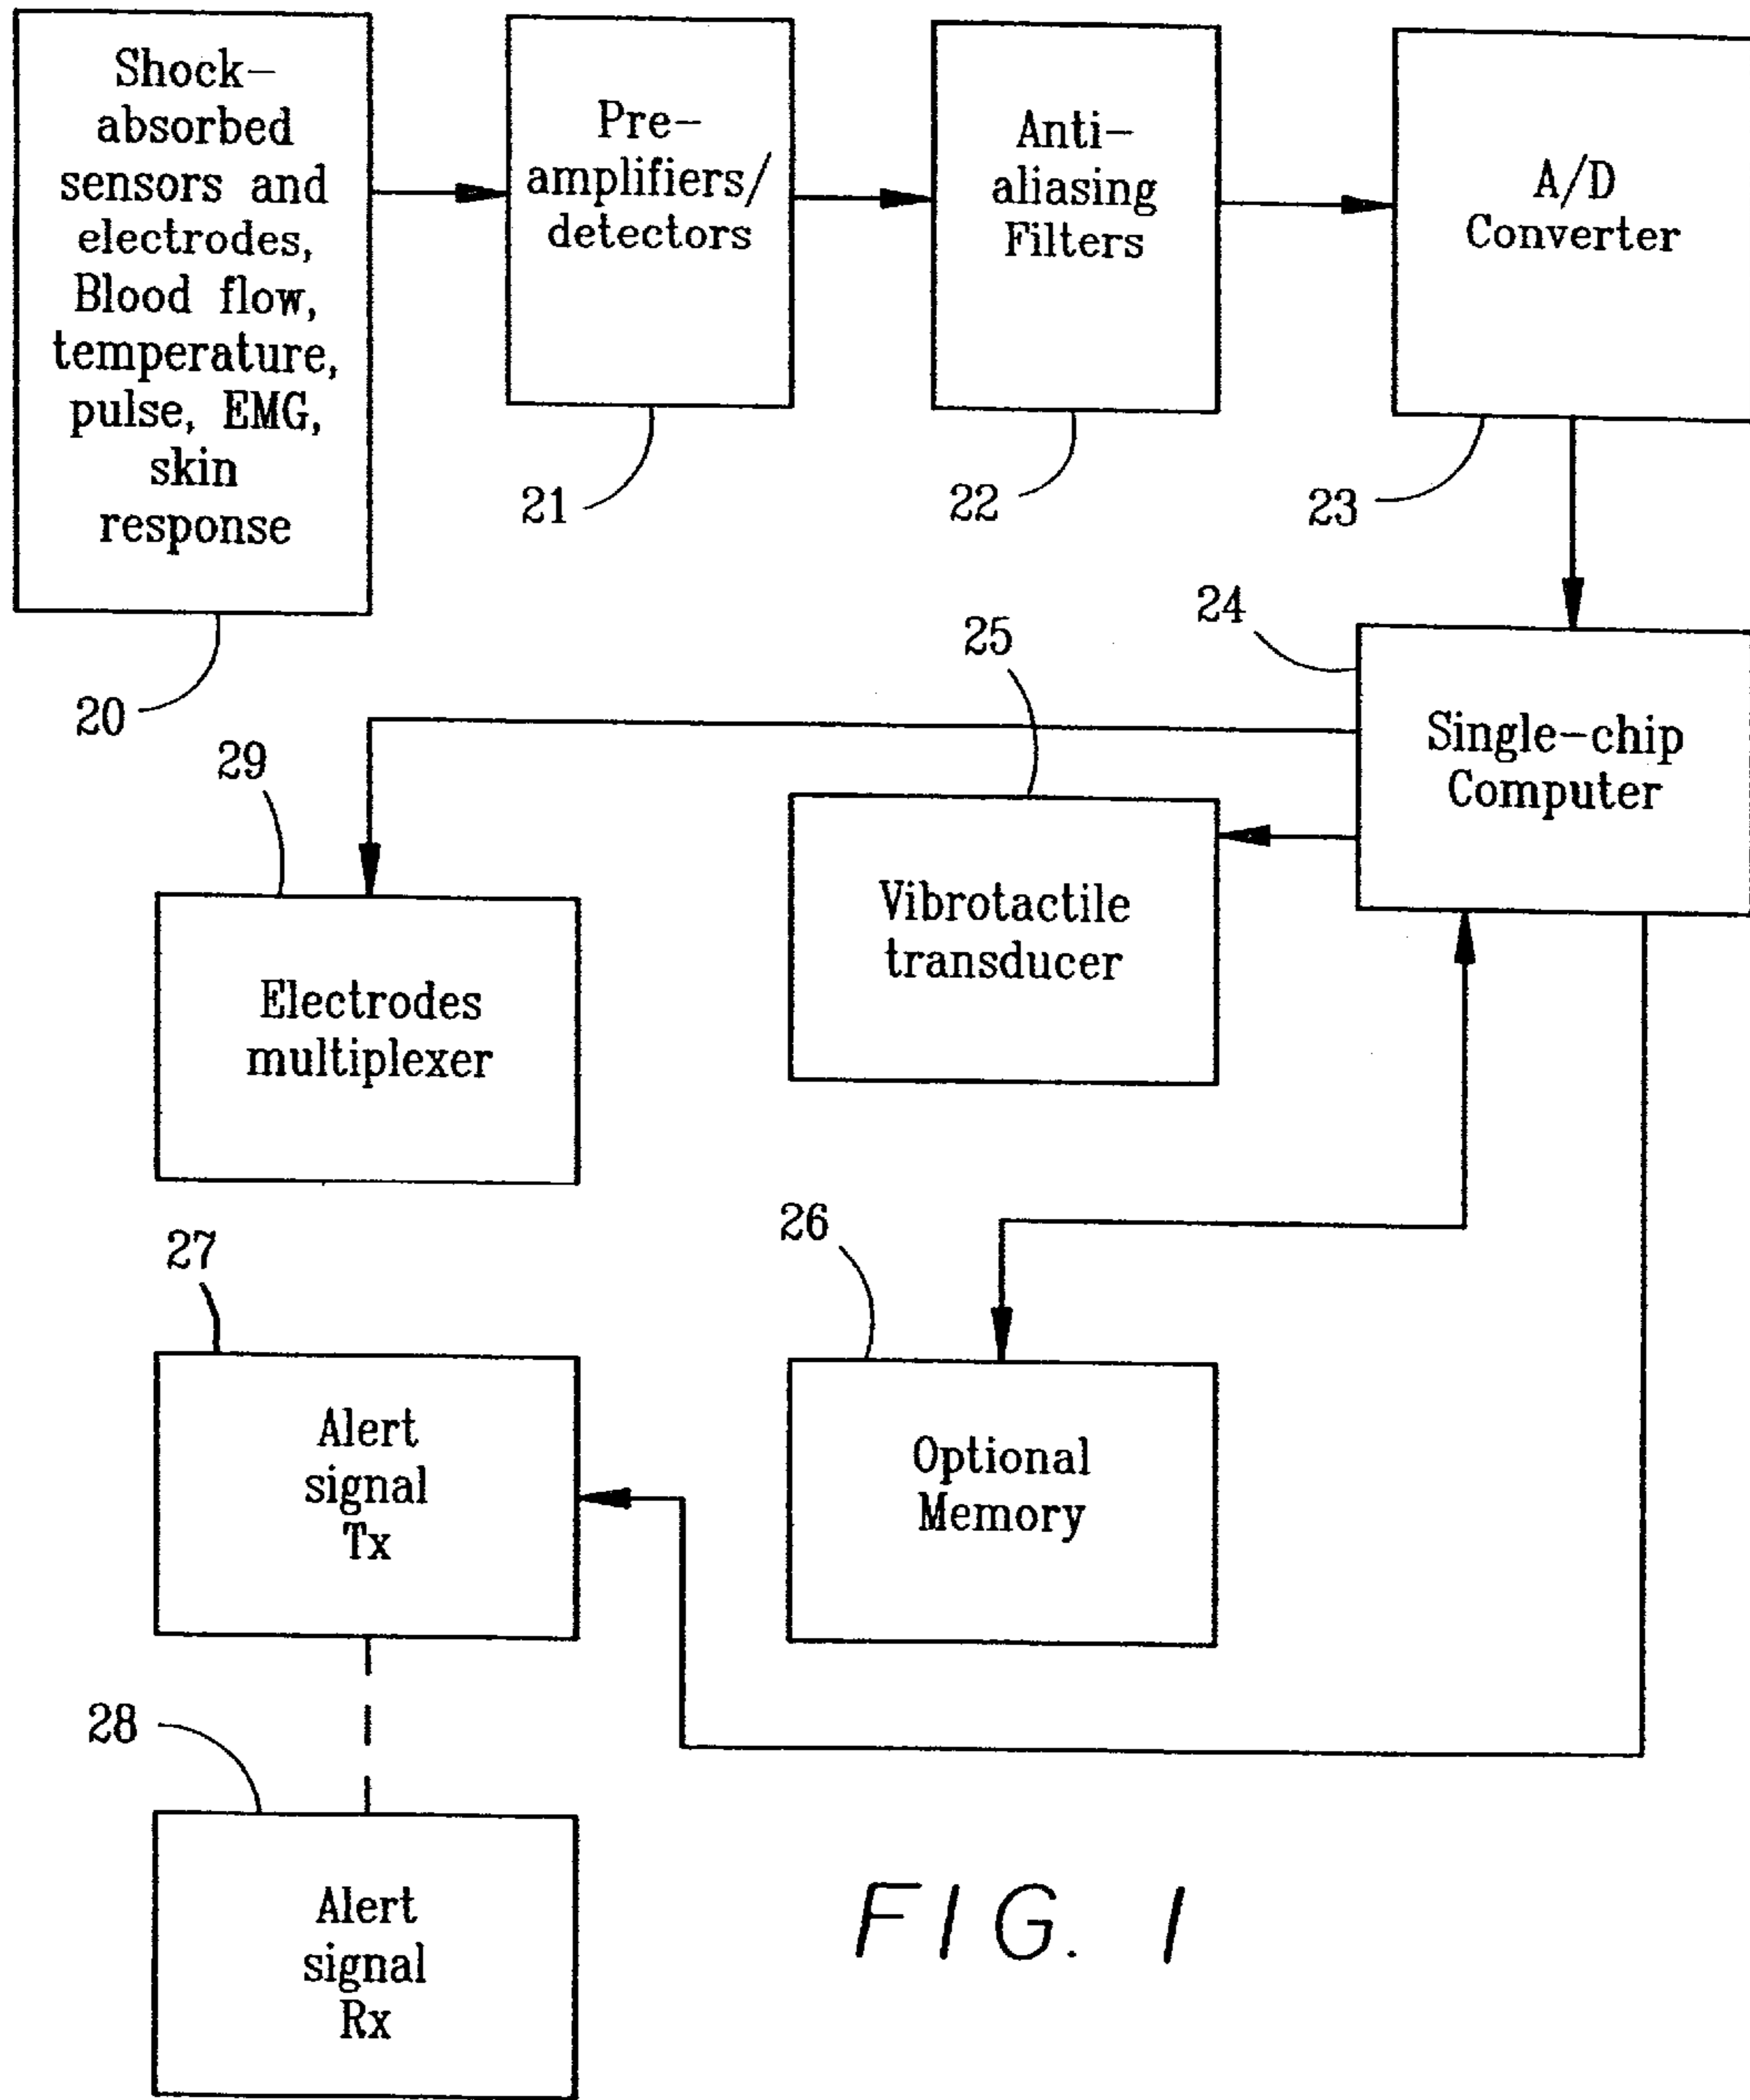 Shock-
absorbed
sensors and
electrodes,
Blood flow,
temperature,
pulse, EMG,
skin
response
20
Pre-
amplifiers/
detectors
21
Anti-
aliasing
Filters
22
A/D
Converter
23
24
Single-chip
Computer
25
Vibrotactile
transducer
29
Electrodes
multiplexer
26
Optional
Memory
27
Alert
signal
Tx
28
Alert
signal
Rx
FIG. 1